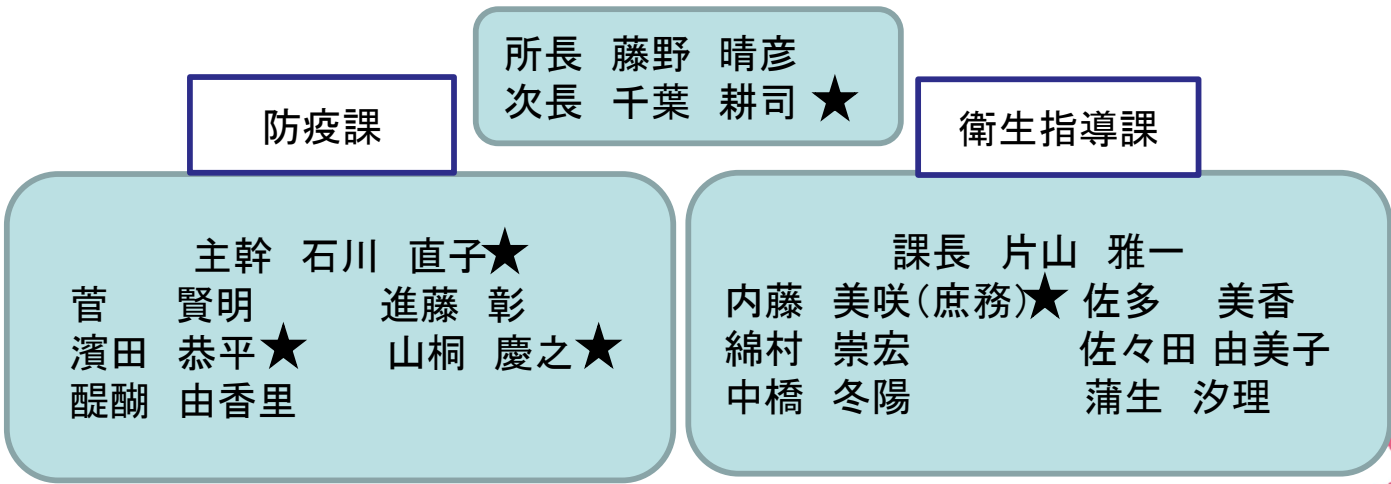 所長 藤野 晴彦
次長 千葉 耕司 ★
防疫課
主幹 石川 直子★
菅 賢明 進藤 彰
濱田 恭平★ 山桐 慶之★
醍醐 由香里
衛生指導課
課長 片山 雅一
内藤 美咲(庶務)★ 佐多 美香
綿村 崇宏 佐々田 由美子
中橋 冬陽 蒲生 汐理